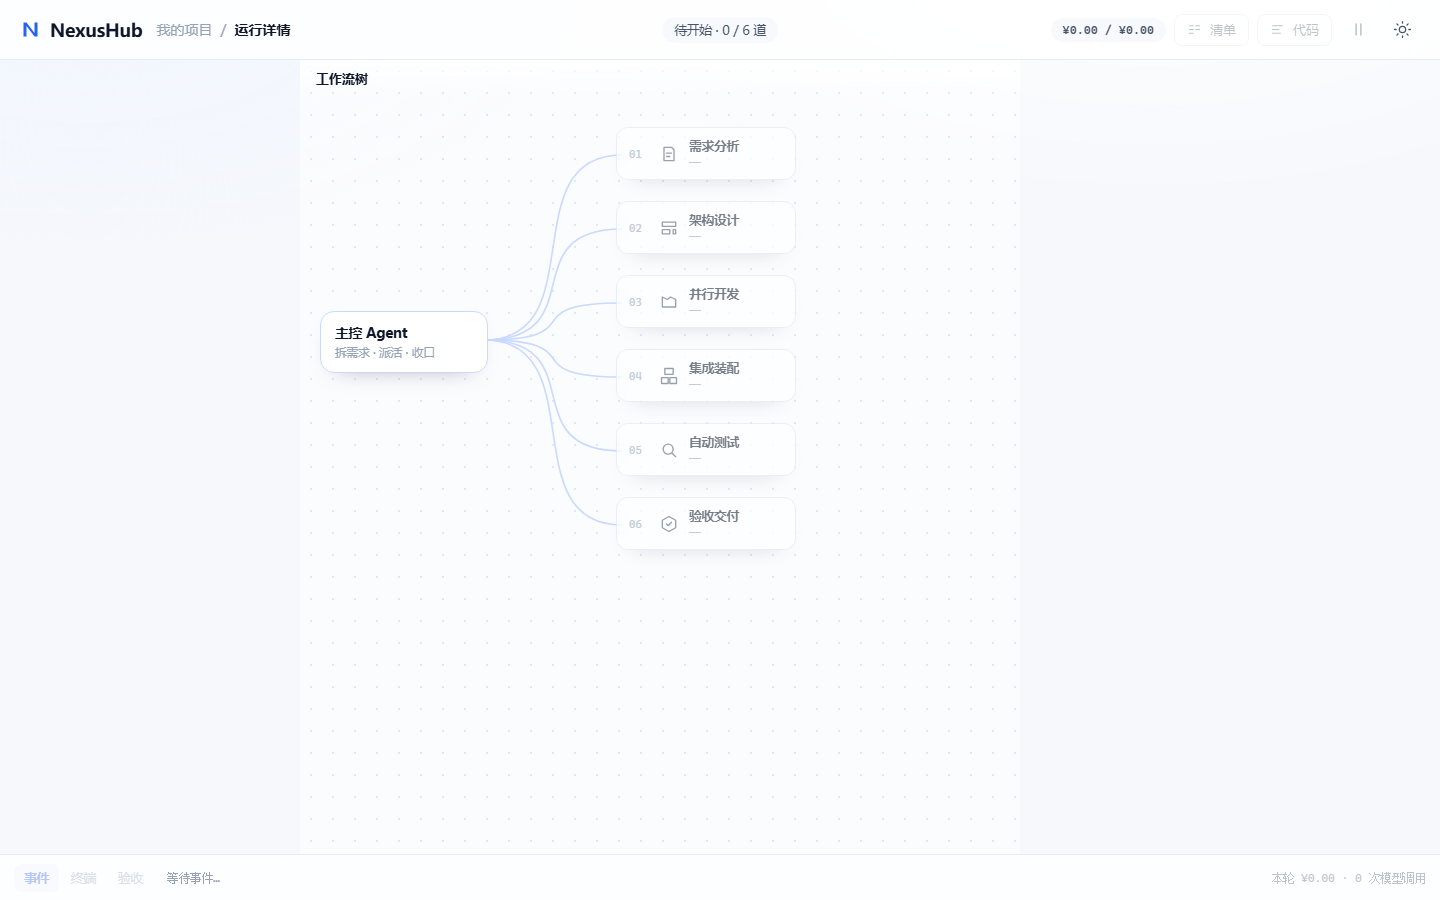 NexusHub 我的项目 / 运行详情
待开始 · 0 / 6 道
¥0.00 / ¥0.00
清单
代码
工作流树
主控 Agent
拆需求 · 派活 · 收口
01 需求分析
—
02 架构设计
—
03 并行开发
—
04 集成装配
—
05 自动测试
—
06 验收交付
—
事件 终端 验收 等待事件…
本轮 ¥0.00 · 0 次模型调用